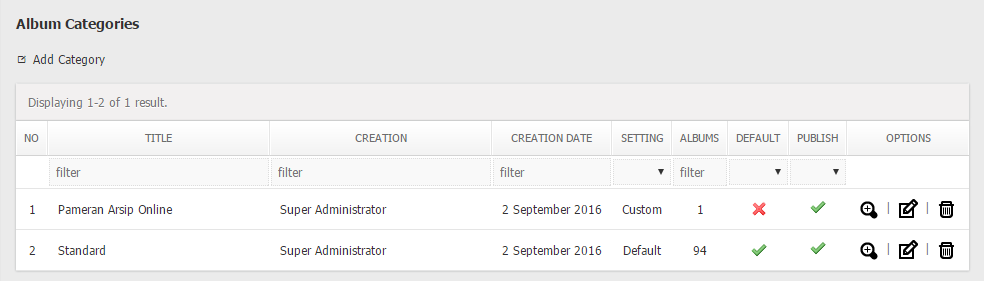 Album Categories
Add Category
Displaying 1-2 of 1 result.
NO TITLE CREATION CREATION DATE SETTING ALBUMS DEFAULT PUBLISH OPTIONS
filter filter filter filter
1 Pameran Arsip Online Super Administrator 2 September 2016 Custom 1 | |
2 Standard Super Administrator 2 September 2016 Default 94 | |